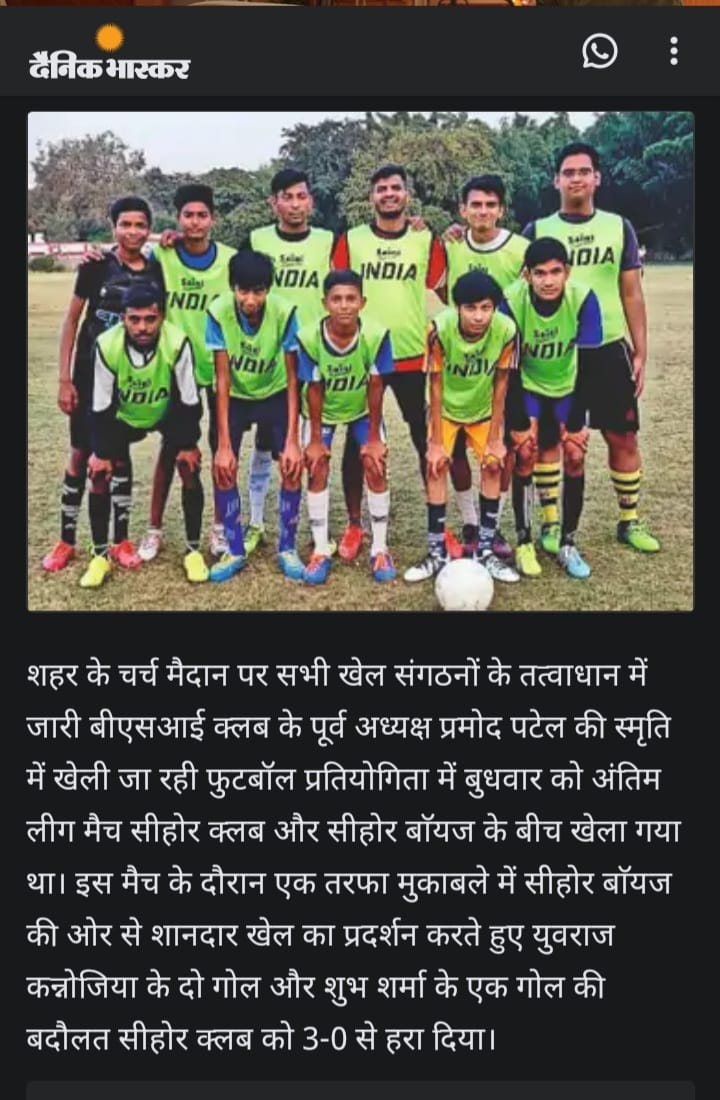 दैनिक भास्कर
Sainj
INDIA
शहर के चर्च मैदान पर सभी खेल संगठनों के तत्वाधान में
जारी बीएसआई क्लब के पूर्व अध्यक्ष प्रमोद पटेल की स्मृति
में खेली जा रही फुटबॉल प्रतियोगिता में बुधवार को अंतिम
लीग मैच सीहोर क्लब और सीहोर बॉयज के बीच खेला गया
था। इस मैच के दौरान एक तरफा मुकाबले में सीहोर बॉयज
की ओर से शानदार खेल का प्रदर्शन करते हुए युवराज
कन्नोजिया के दो गोल और शुभ शर्मा के एक गोल की
बदौलत सीहोर क्लब को 3-0 से हरा दिया।